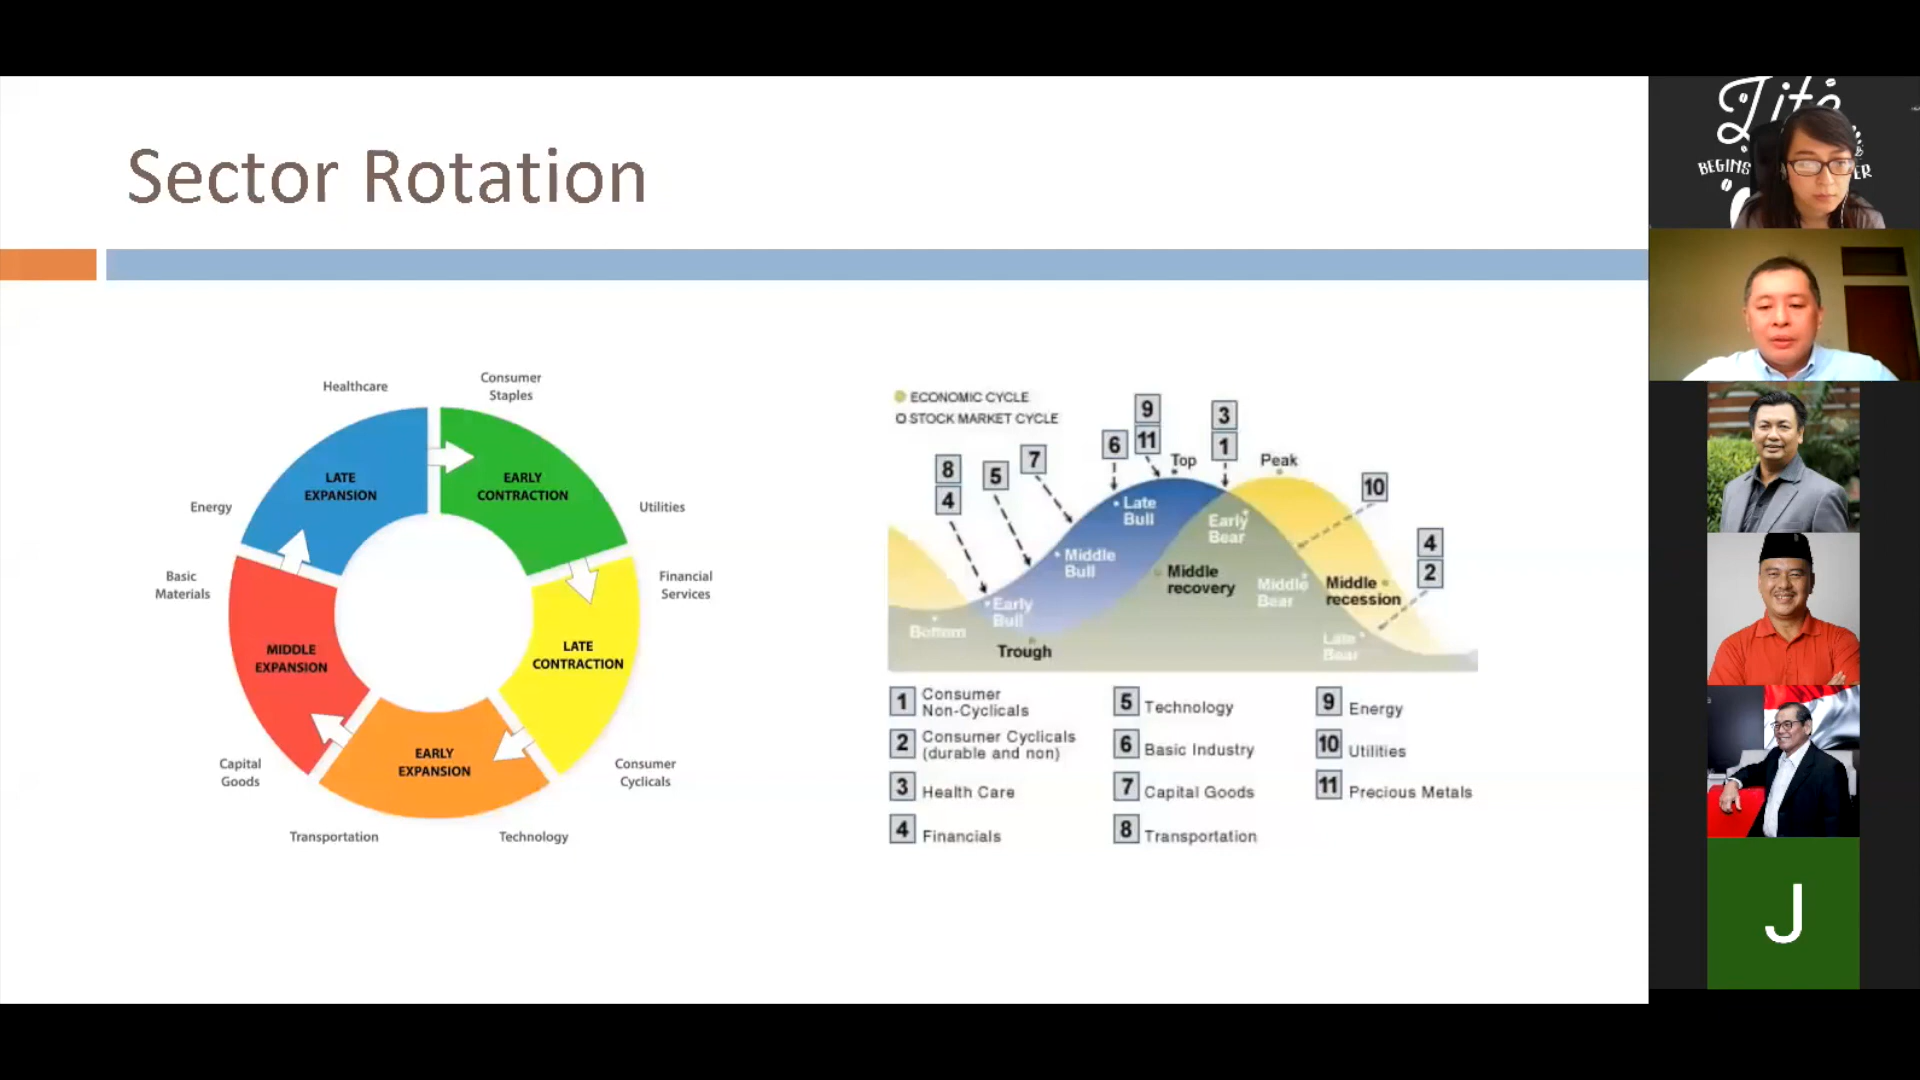 Sector Rotation
Healthcare
Consumer
Staples
LATE
EXPANSION
EARLY
CONTRACTION
Energy
Utilities
Basic
Materials
Financial
Services
MIDDLE
EXPANSION
LATE
CONTRACTION
EARLY
EXPANSION
Capital
Goods
Consumer
Cyclicals
Transportation
Technology
ECONOMIC CYCLE
STOCK MARKET CYCLE
9
11
3
1
6
7
8
4
5
Top
Peak
10
4
2
Late
Bull
Early
Bear
Middle
Bull
Middle
recovery
Middle
Bear
Middle
recession
Early
Bull
Bottom
Trough
Late
Bear
1 Consumer
Non-Cyclicals
2 Consumer Cyclicals
(durable and non)
3 Health Care
4 Financials
5 Technology
6 Basic Industry
7 Capital Goods
8 Transportation
9 Energy
10 Utilities
11 Precious Metals
Life
BEGINS
ER
J